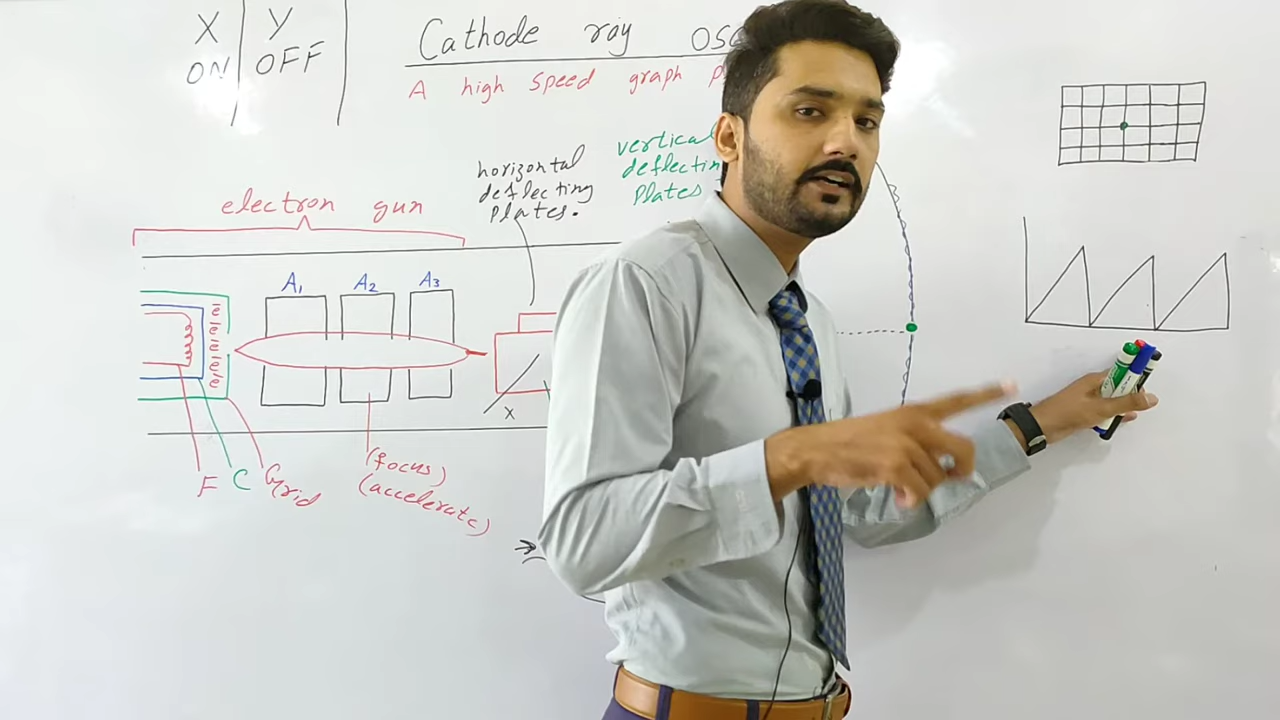 X Y
ON OFF
Cathode ray
A high speed graph
horizontal
deflecting
plates.
vertical
deflectin
plates
electron gun
A1 A2 A3
e
e
e
e
e
x
F C Grid
(focus)
(accelerate)